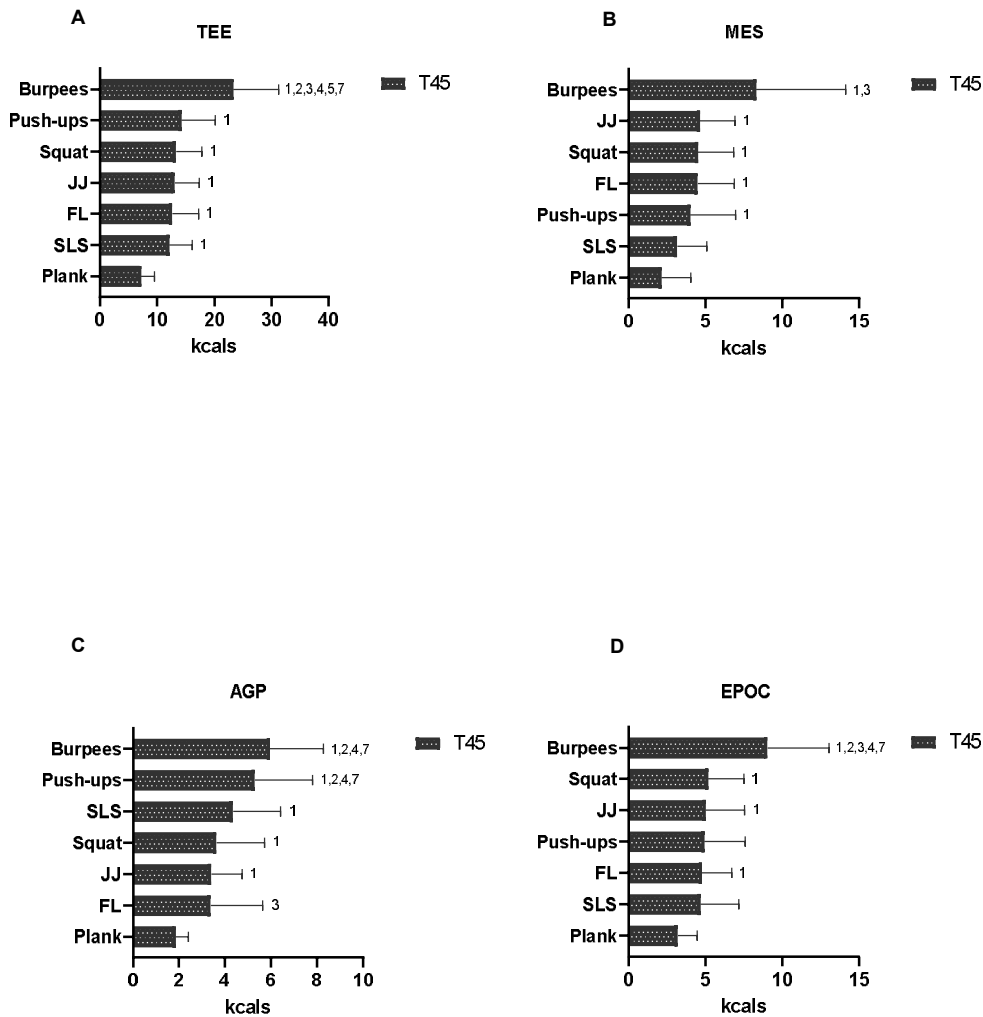 A
TEE
Burpees 1,2,3,4,5,7 T45
Push-ups 1
Squat 1
JJ 1
FL 1
SLS 1
Plank
0 10 20 30 40
kcals
B
MES
Burpees 1,3 T45
JJ 1
Squat 1
FL 1
Push-ups 1
SLS
Plank
0 5 10 15
kcals
C
AGP
Burpees 1,2,4,7 T45
Push-ups 1,2,4,7
SLS 1
Squat 1
JJ 1
FL 3
Plank
0 2 4 6 8 10
kcals
D
EPOC
Burpees 1,2,3,4,7 T45
Squat 1
JJ 1
Push-ups
FL 1
SLS
Plank
0 5 10 15
kcals